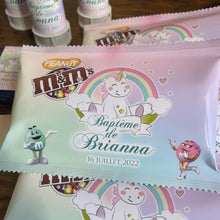 PEANUT
m&m's
Baptême de
Brianna
16 JUILLET 2022